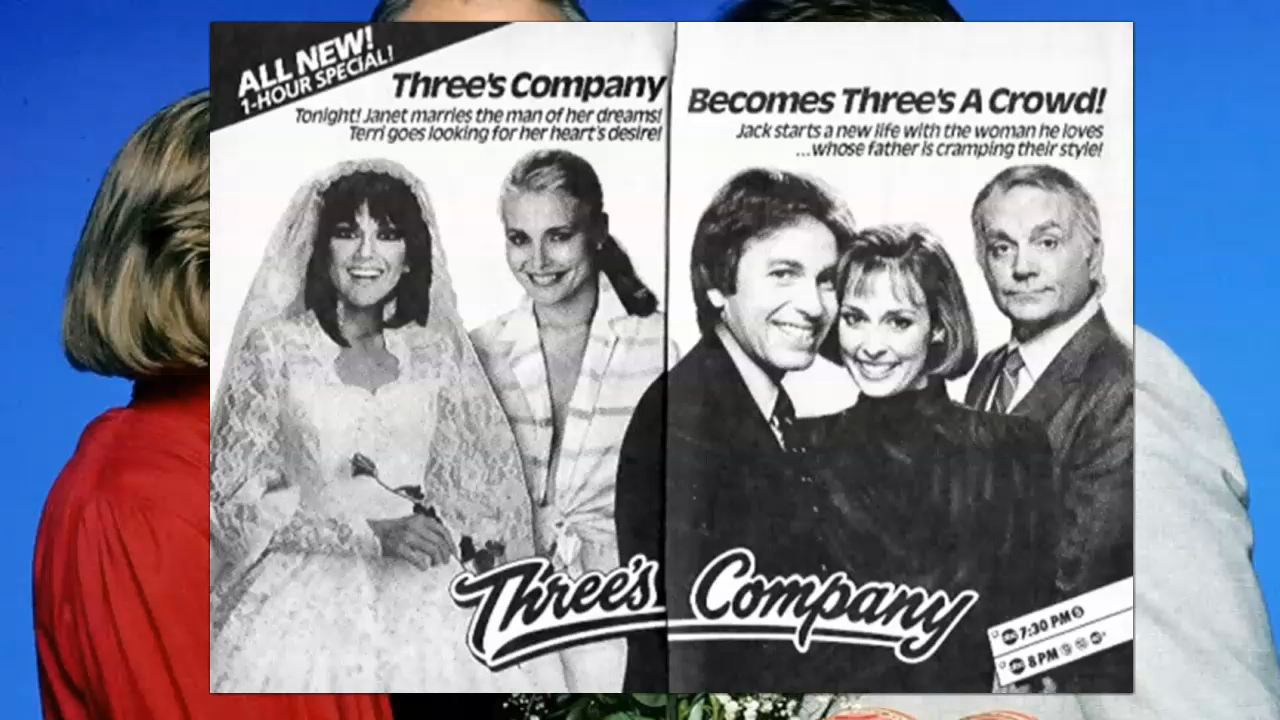 ALL NEW!
1-HOUR SPECIAL!
Three's Company
Tonight! Janet marries the man of her dreams!
Terri goes looking for her heart's desire!
Becomes Three's A Crowd!
Jack starts a new life with the woman he loves
...whose father is cramping their style!
Three's Company
7:30 PM
8 PM